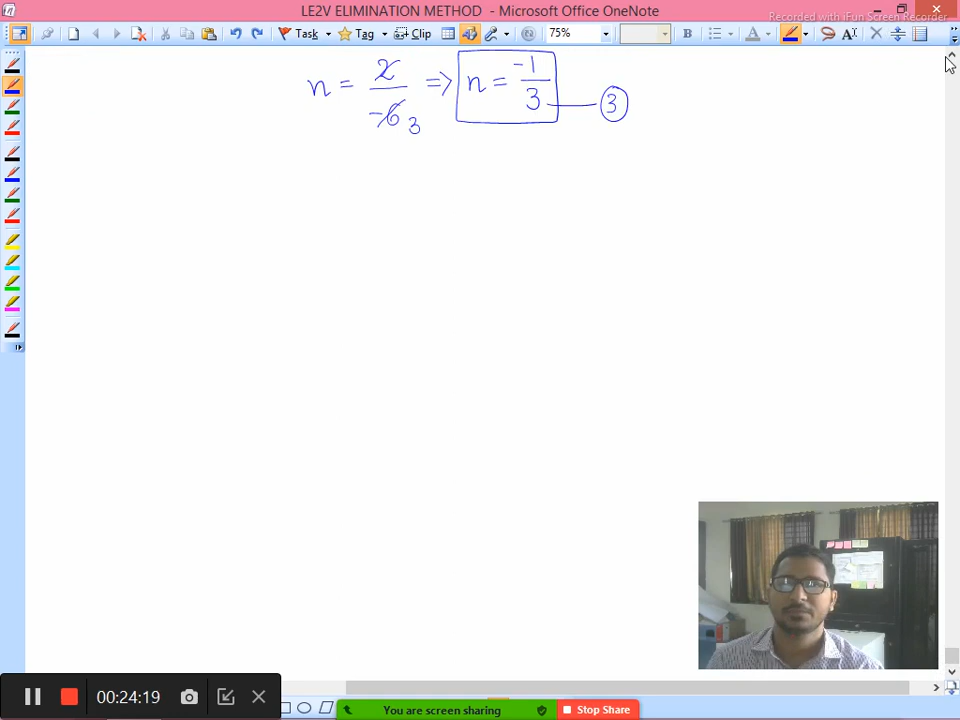 LE2V ELIMINATION METHOD - Microsoft Office OneNote
Recorded with iFun Screen Recorder
Task Tag Clip 75% B A
n = 2/-6 3 => n = -1/3 — 3
00:24:19
You are screen sharing Stop Share